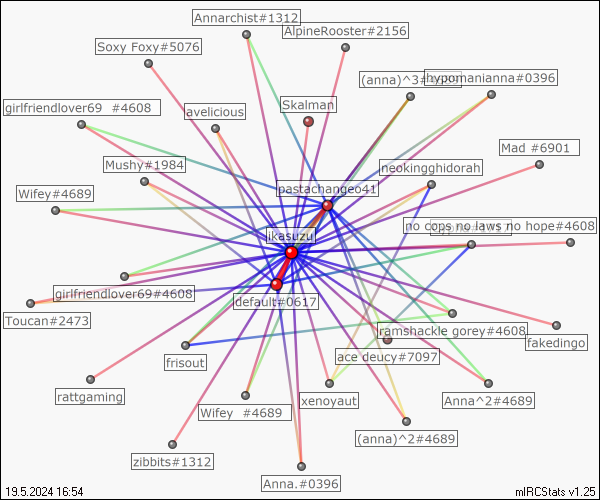 Annarchist#1312
AlpineRooster#2156
Soxy Foxy#5076
(anna)^3#
hypomanianna#0396
girlfriendlover69 #4608
Skalman
avelicious
Mad #6901
Mushy#1984
neokingghidorah
Wifey#4689
pastachangeo41
no cops no laws no hope#4608
ikasuzu
girlfriendlover69#4608
default#0617
Toucan#2473
ramshackle gorey#4608
fakedingo
frisout
ace deucy#7097
rattgaming
xenoyaut
Anna^2#4689
Wifey #4689
(anna)^2#4689
zibbits#1312
Anna.#0396
19.5.2024 16:54
mIRCStats v1.25